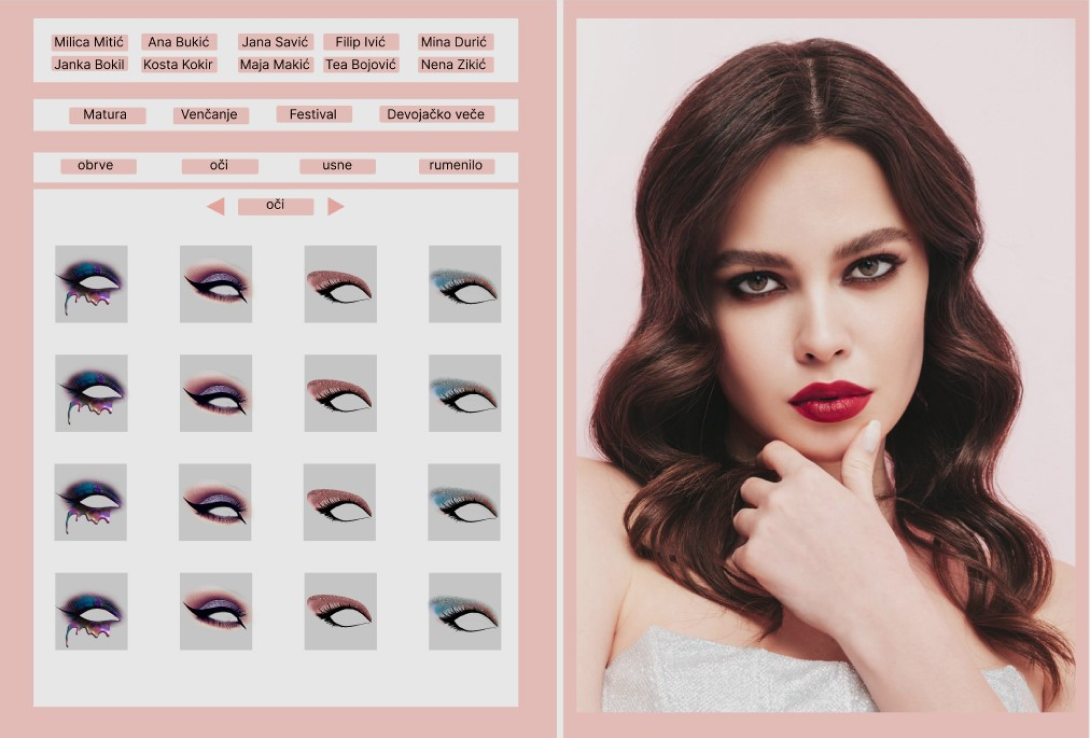 Milica Mitić Ana Bukić Jana Savić Filip Ivić Mina Durić
Janka Bokil Kosta Kokir Maja Makić Tea Bojović Nena Zikić
Matura Venčanje Festival Devojačko veče
obrve oči usne rumenilo
oči